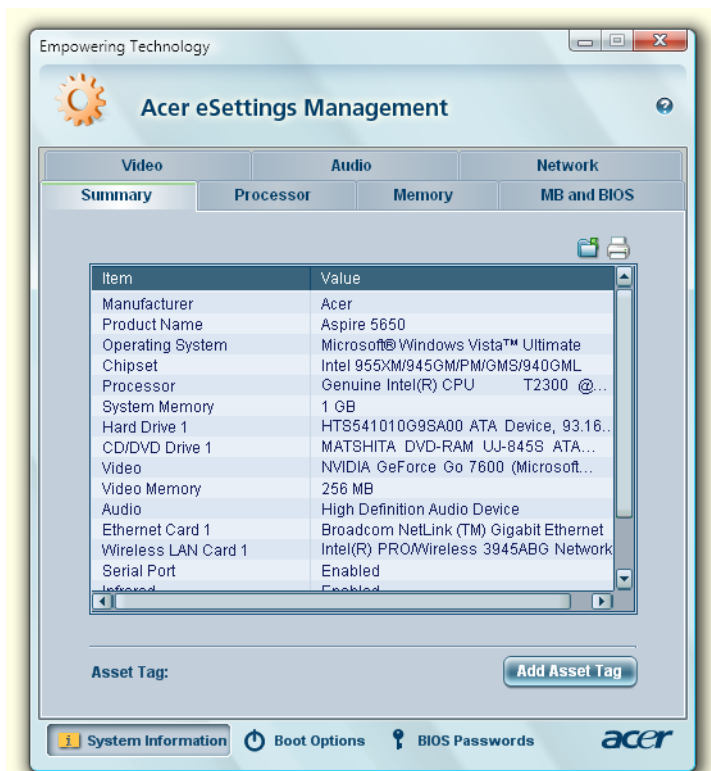 Empowering Technology
Acer eSettings Management
Video Audio Network
Summary Processor Memory MB and BIOS
Item Value
Manufacturer Acer
Product Name Aspire 5650
Operating System Microsoft® Windows Vista™ Ultimate
Chipset Intel 955XM/945GM/PM/GMS/940GML
Processor Genuine Intel(R) CPU T2300 @...
System Memory 1 GB
Hard Drive 1 HTS541010G9SA00 ATA Device, 93.16..
CD/DVD Drive 1 MATSHITA DVD-RAM UJ-845S ATA...
Video NVIDIA GeForce Go 7600 (Microsoft...
Video Memory 256 MB
Audio High Definition Audio Device
Ethernet Card 1 Broadcom NetLink (TM) Gigabit Ethernet
Wireless LAN Card 1 Intel(R) PRO/Wireless 3945ABG Network
Serial Port Enabled
Infrared Enabled
Asset Tag: Add Asset Tag
System Information Boot Options BIOS Passwords acer